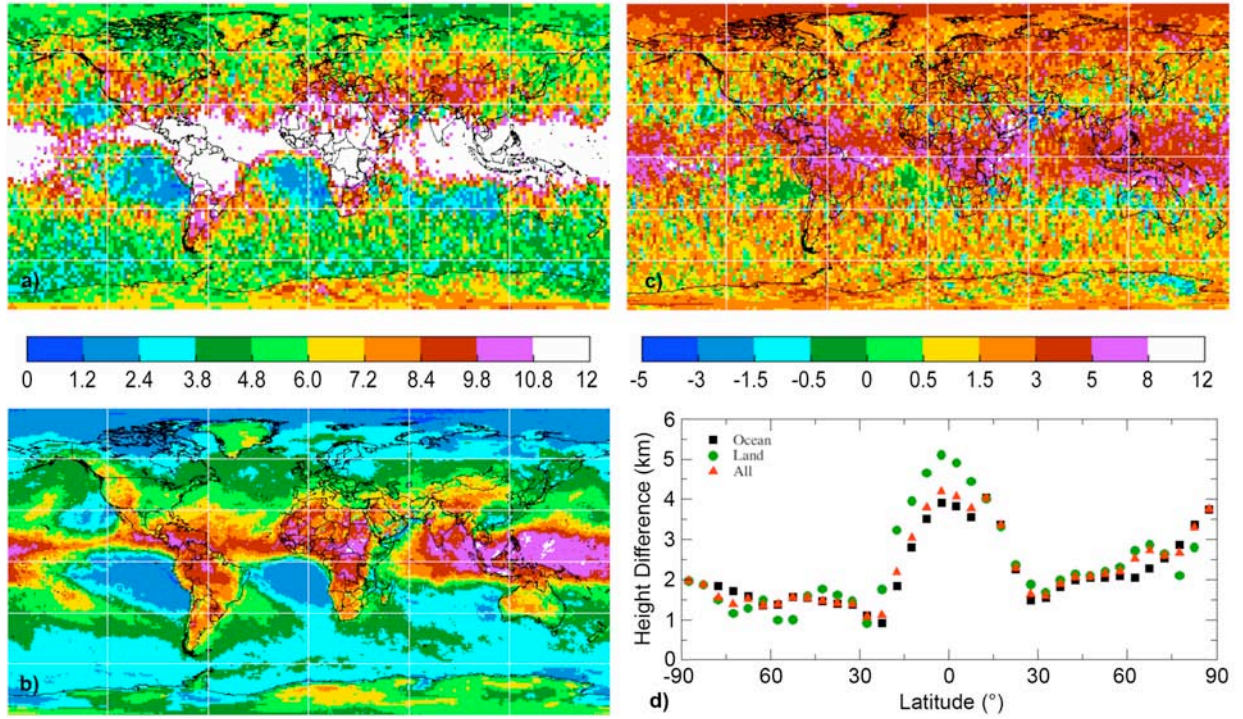 a)
c)
0 1.2 2.4 3.8 4.8 6.0 7.2 8.4 9.8 10.8 12
-5 -3 -1.5 -0.5 0 0.5 1.5 3 5 8 12
b)
6
5
4
3
2
1
0
Height Difference (km)
Ocean
Land
All
-90 -60 -30 0 30 60 90
d)
Latitude (°)